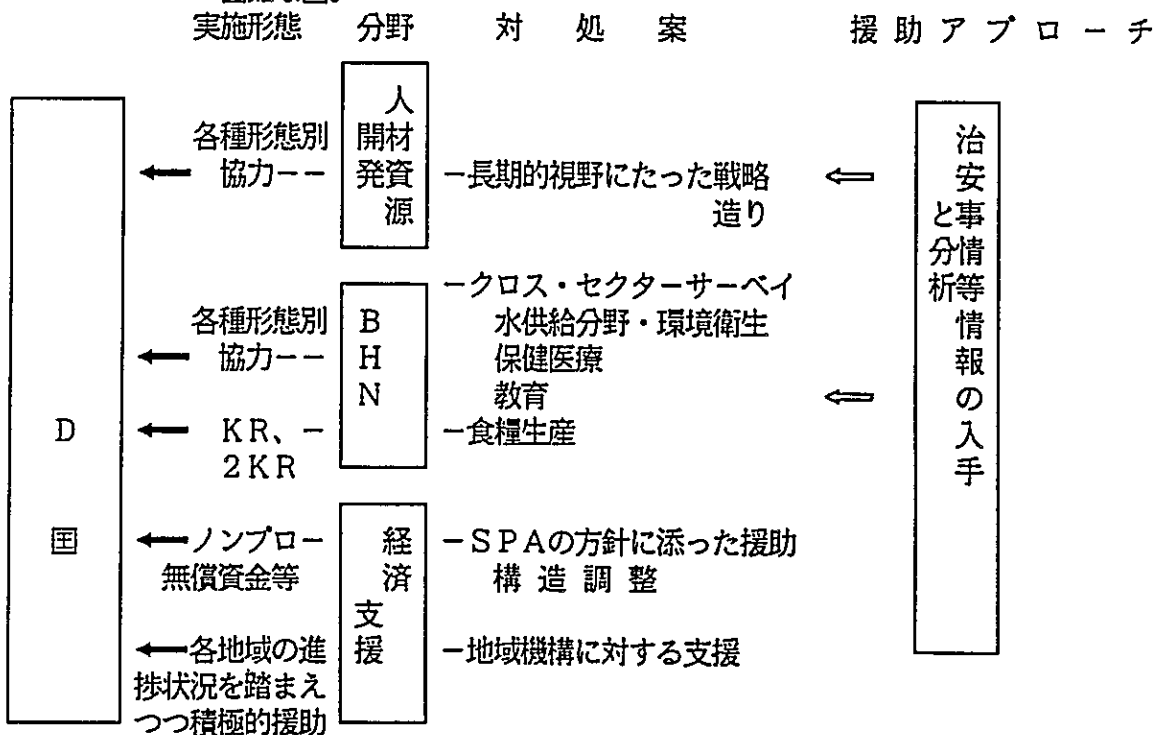 実施形態 分野 対処案 援助アプローチ
人材資源開発
各種形態別
協力--
-長期的視野にたった戦略
造り
治安事情等情報の入手と分析
-クロス・セクターサーベイ
各種形態別
協力--
BHN
水供給分野・環境衛生
保健医療
教育
D国
KR、-
2KR
-食糧生産
ノンプロー
無償資金等
経済支援
-SPAの方針に添った援助
構造調整
各地域の進
捗状況を踏まえ
つつ積極的援助
-地域機構に対する支援